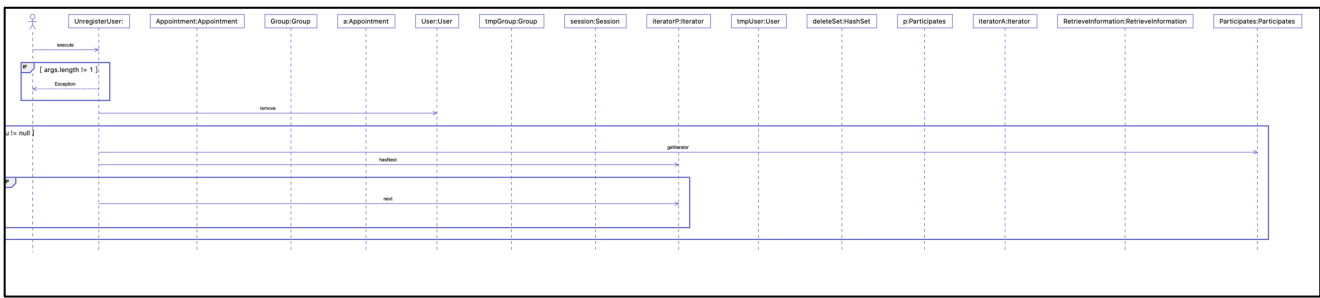 UnregisterUser: Appointment:Appointment Group:Group a:Appointment User:User tmpGroup:Group session:Session iteratorP:Iterator tmpUser:User deleteSet:HashSet p:Participates iteratorA:Iterator RetrieveInformation:RetrieveInformation Participates:Participates
execute
IF [ args.length != 1 ]
Exception
remove
u != null ]
getIterator
hasNext
IF
next